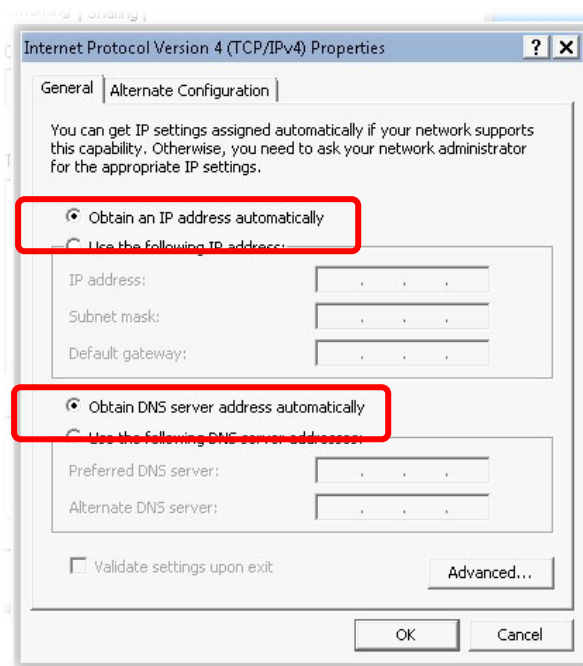 Sharing
Internet Protocol Version 4 (TCP/IPv4) Properties
? X
General Alternate Configuration
You can get IP settings assigned automatically if your network supports
this capability. Otherwise, you need to ask your network administrator
for the appropriate IP settings.
Obtain an IP address automatically
Use the following IP address:
IP address:
Subnet mask:
Default gateway:
Obtain DNS server address automatically
Use the following DNS server addresses:
Preferred DNS server:
Alternate DNS server:
Validate settings upon exit
Advanced...
OK Cancel